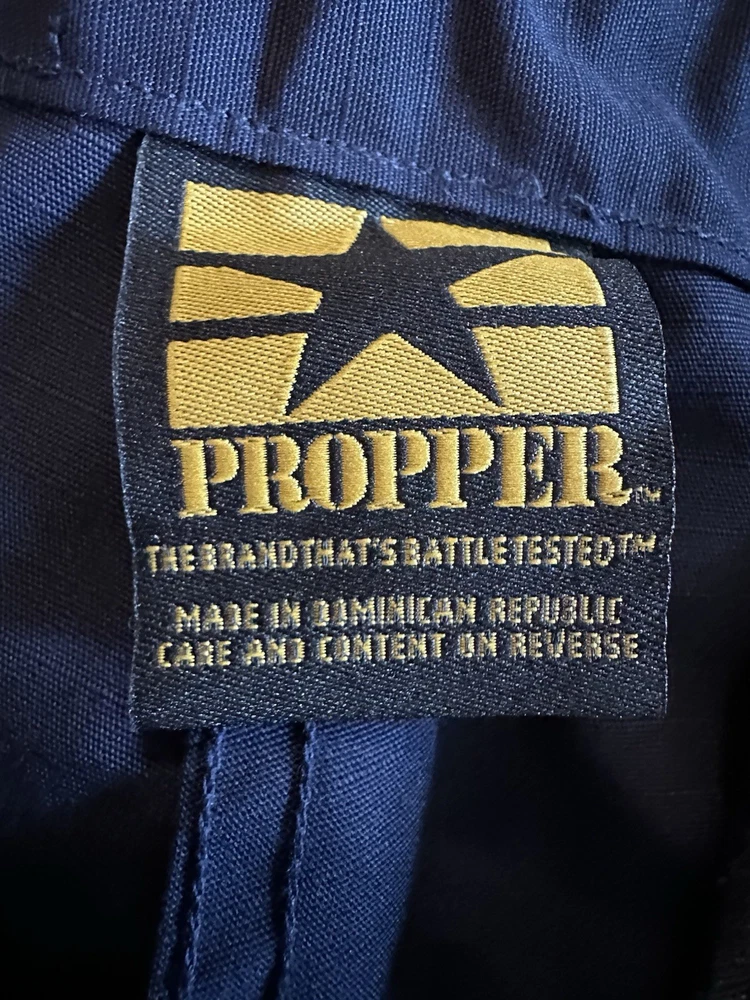 PROPPER™
THE BRAND THAT'S BATTLE TESTED™
MADE IN DOMINICAN REPUBLIC
CARE AND CONTENT ON REVERSE